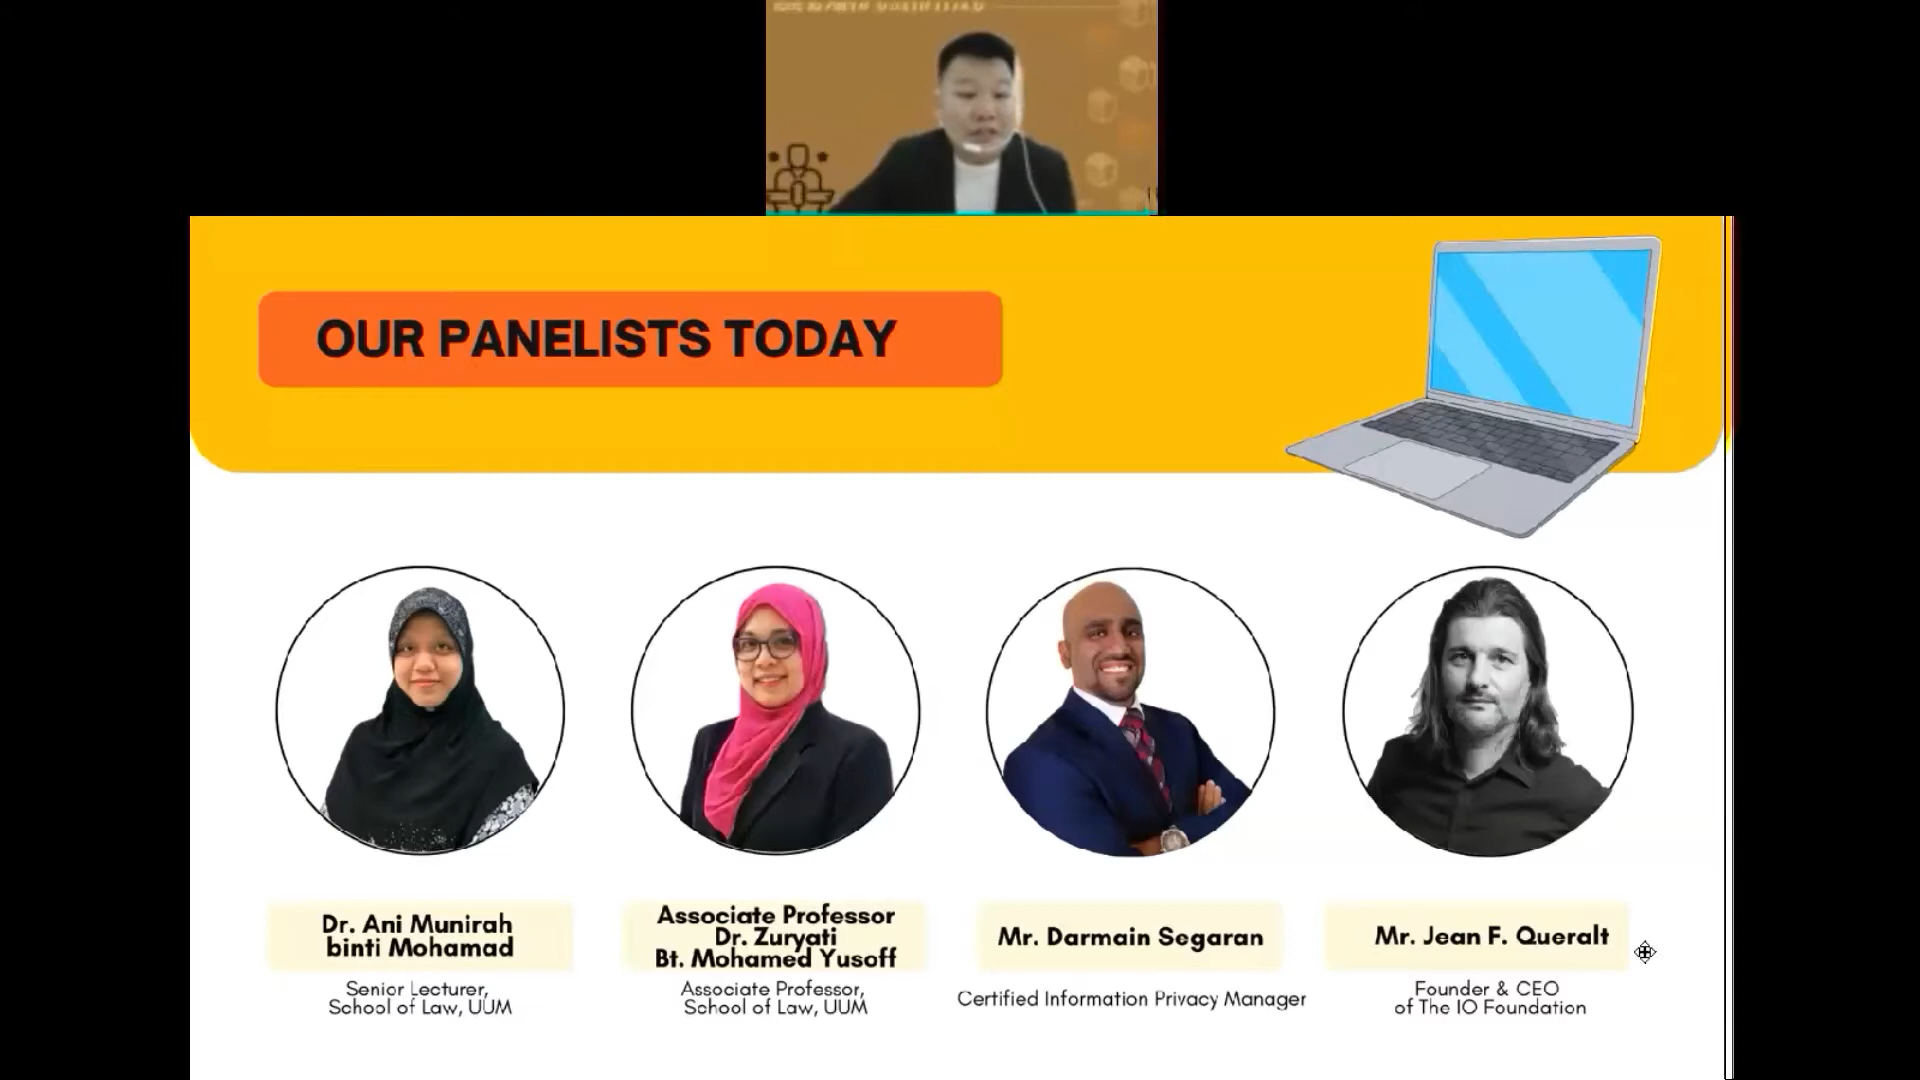 OUR PANELISTS TODAY
Dr. Ani Munirah
binti Mohamad
Senior Lecturer,
School of Law, UUM
Associate Professor
Dr. Zuryati
Bt. Mohamed Yusoff
Associate Professor,
School of Law, UUM
Mr. Darmain Segaran
Certified Information Privacy Manager
Mr. Jean F. Queralt
Founder & CEO
of The IO Foundation